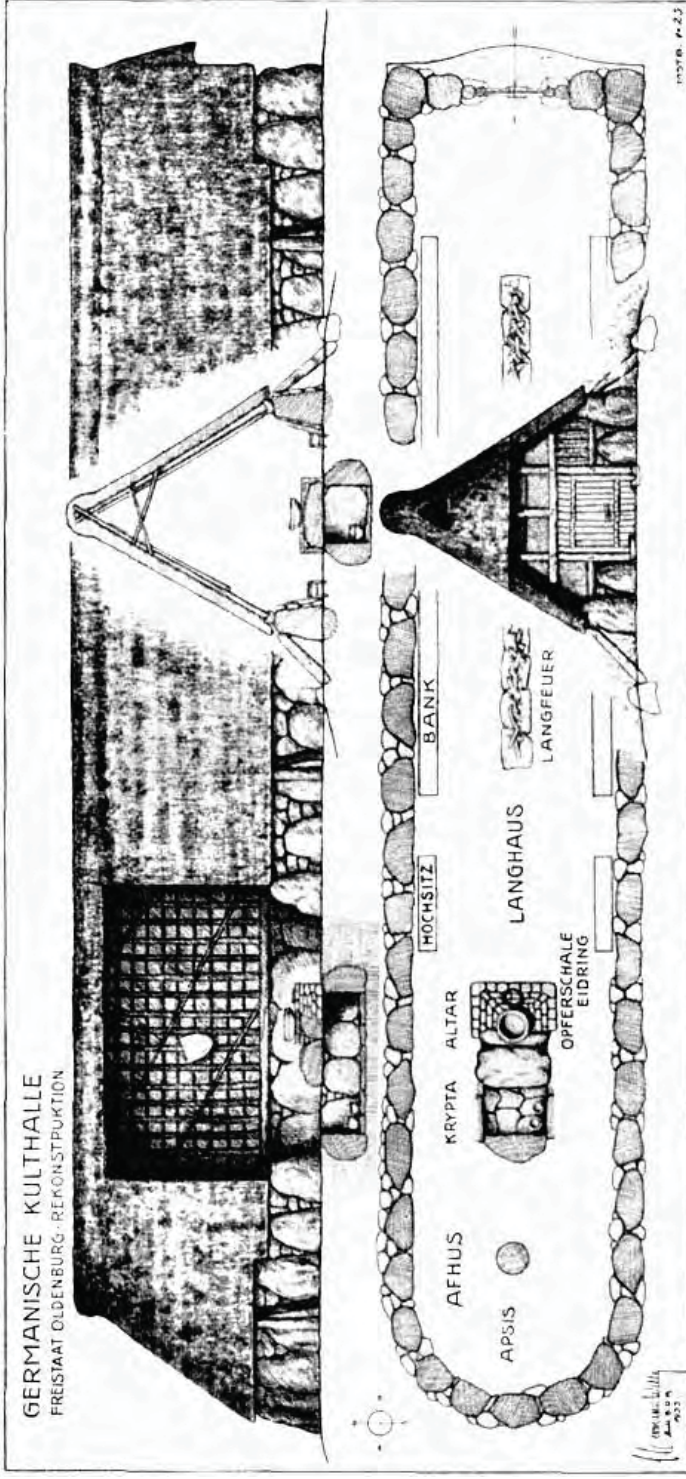 GERMANISCHE KULTHALLE
FREISTAAT OLDENBURG-REKONSTRUKTION
AFHUS
APSIS
KRYPTA
ALTAR
OPFERSCHALE
EIDRING
HOCHSITZ
LANGHAUS
BANK
LANGFEUER